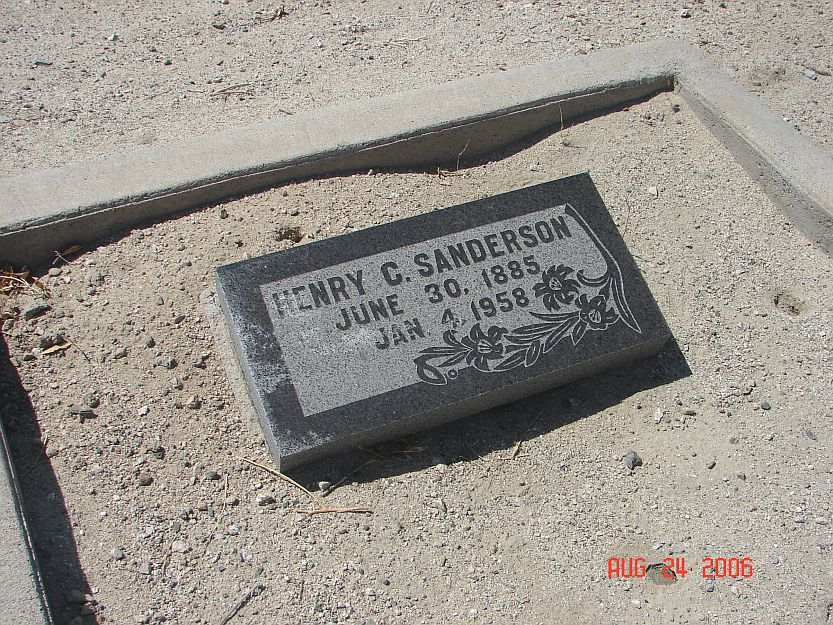 HENRY C. SANDERSON
JUNE 30, 1885
JAN 4, 1958
AUG 24 2006